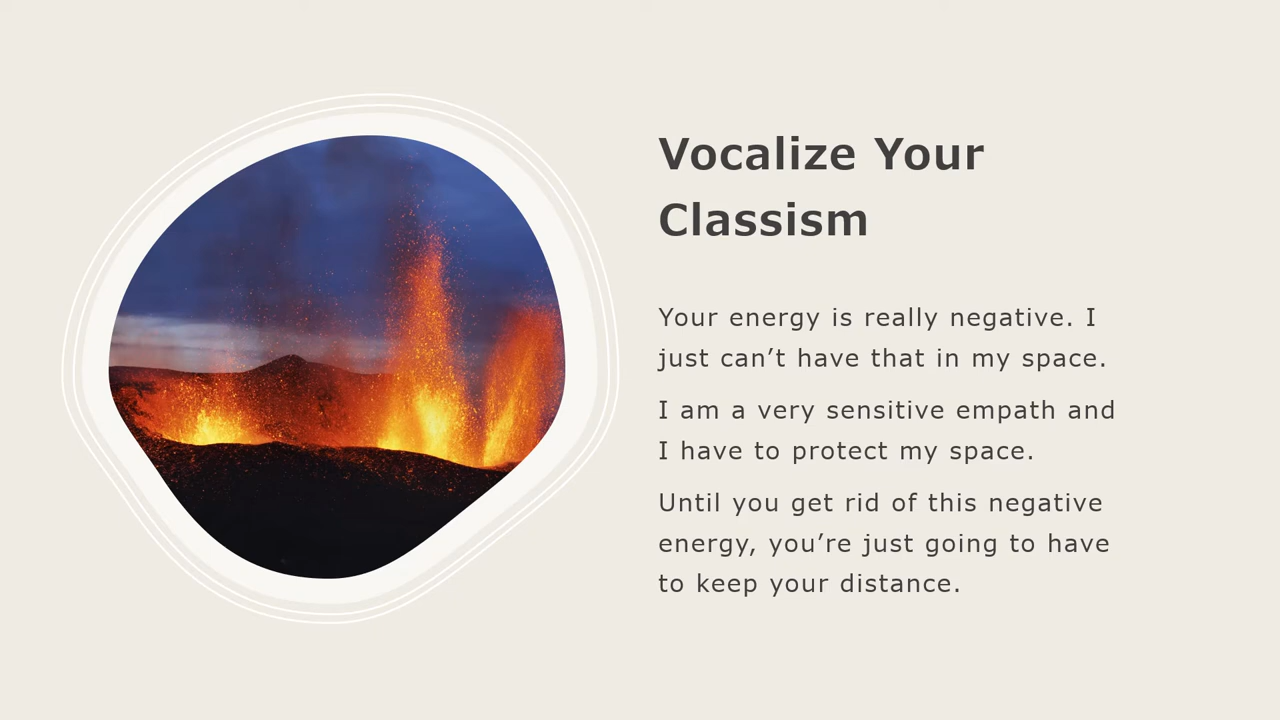 Vocalize Your
Classism
Your energy is really negative. I
just can’t have that in my space.
I am a very sensitive empath and
I have to protect my space.
Until you get rid of this negative
energy, you’re just going to have
to keep your distance.